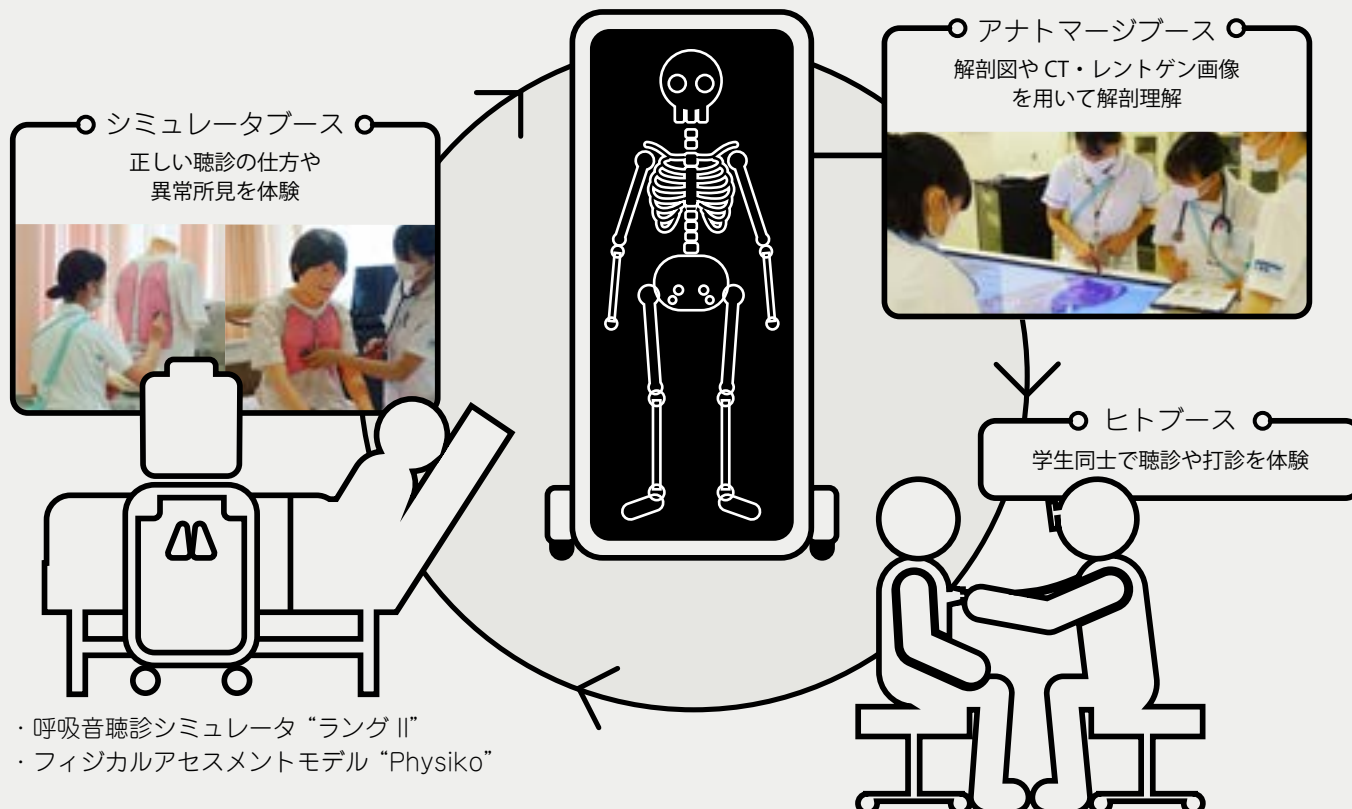 アナトマージブース
解剖図や CT・レントゲン画像
を用いて解剖理解
シミュレータブース
正しい聴診の仕方や
異常所見を体験
ヒトブース
学生同士で聴診や打診を体験
・呼吸音聴診シミュレータ“ラング II”
・フィジカルアセスメントモデル“Physiko”